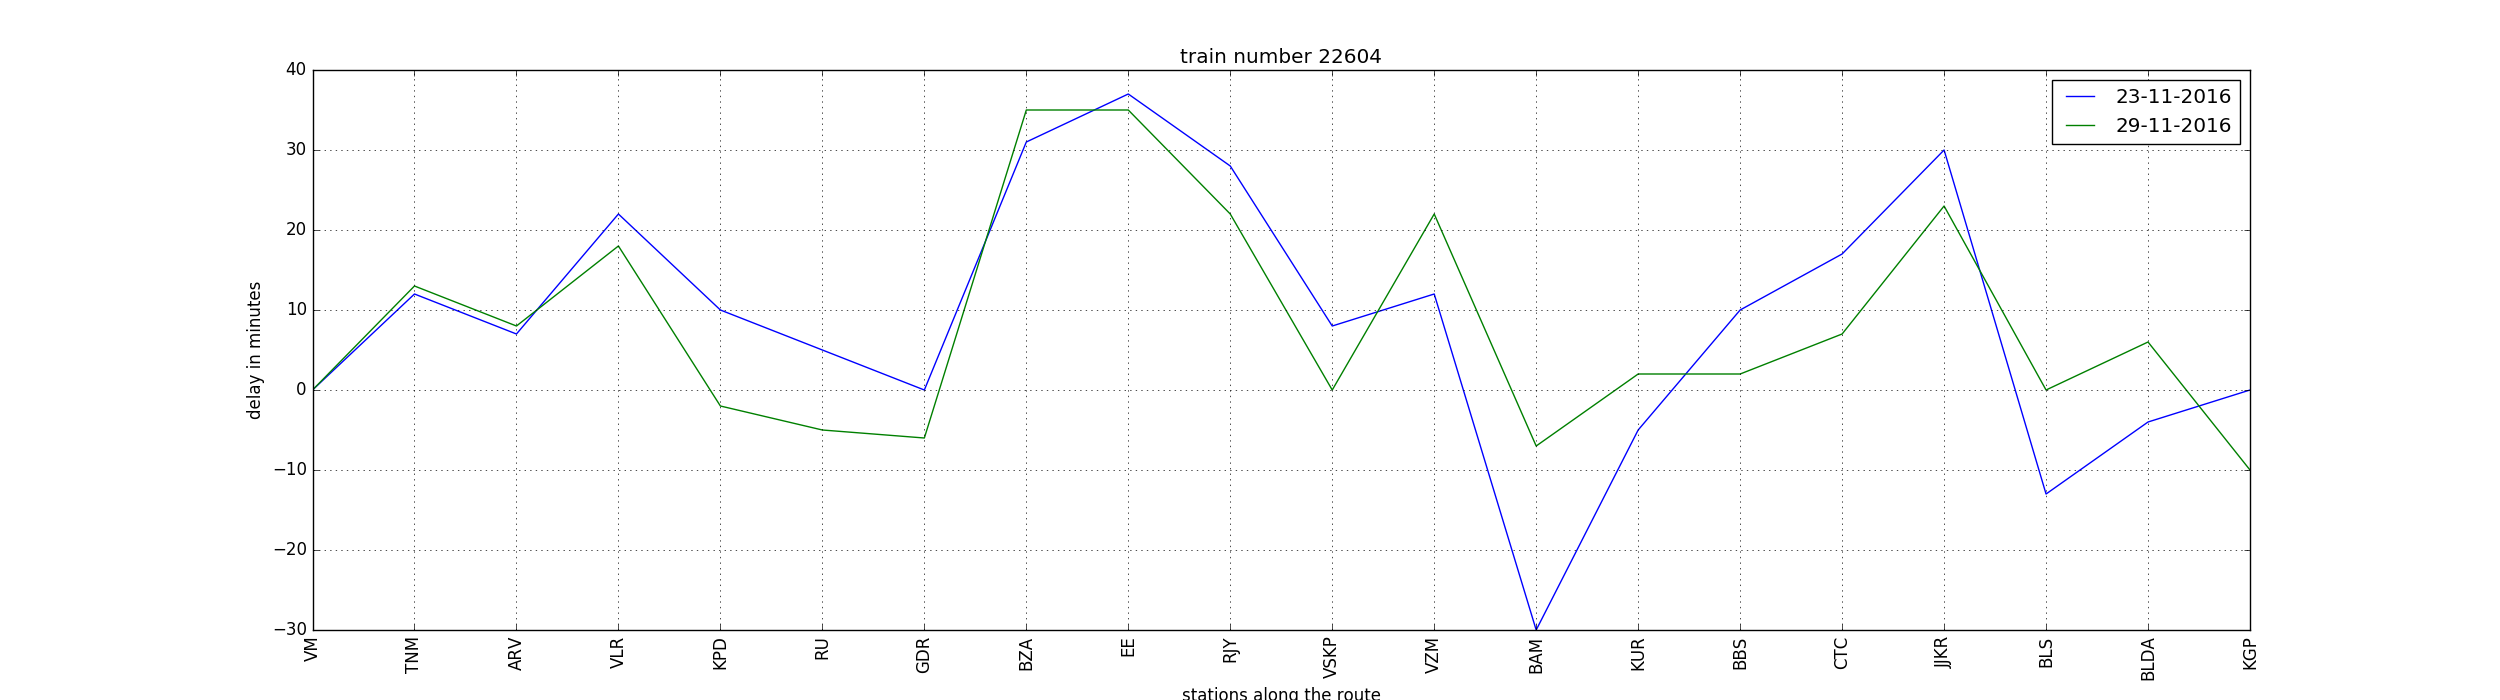 train number 22604
40
30
20
10
0
−10
−20
−30
delay in minutes
23-11-2016
29-11-2016
VM
TNM
ARV
VLR
KPD
RU
GDR
BZA
EE
RJY
VSKP
VZM
BAM
KUR
BBS
CTC
JJKR
BLS
BLDA
KGP
stations along the route